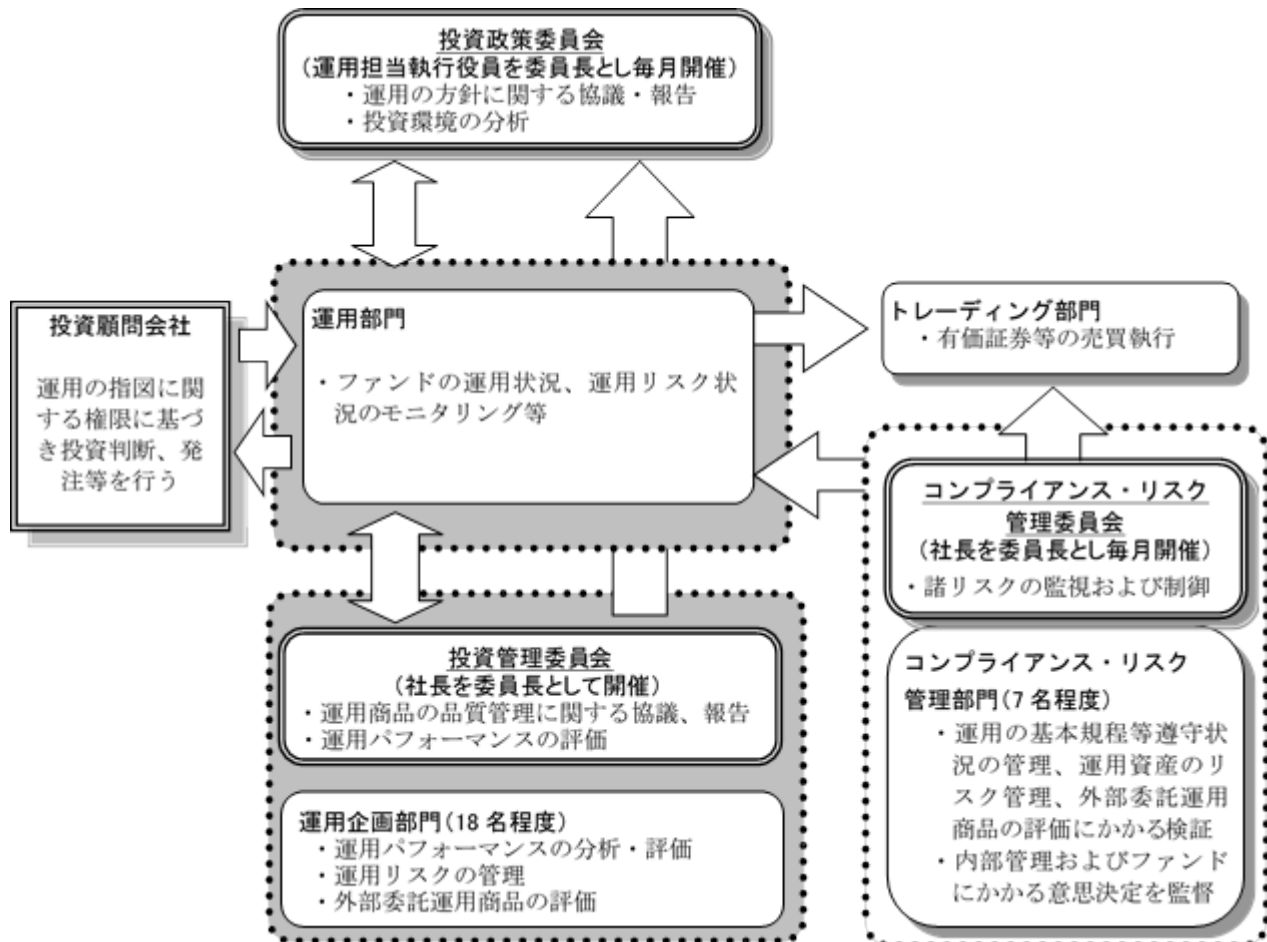 投資政策委員会
(運用担当執行役員を委員長とし毎月開催)
・運用の方針に関する協議・報告
・投資環境の分析
投資顧問会社
運用の指図に関
する権限に基づ
き投資判断、発
注等を行う
運用部門
・ファンドの運用状況、運用リスク状
況のモニタリング等
トレーディング部門
・有価証券等の売買執行
コンプライアンス・リスク
管理委員会
(社長を委員長とし毎月開催)
・諸リスクの監視および制御
コンプライアンス・リスク
管理部門(7名程度)
・運用の基本規程等遵守状
況の管理、運用資産のリ
スク管理、外部委託運用
商品の評価にかかる検証
・内部管理およびファンド
にかかる意思決定を監督
投資管理委員会
(社長を委員長として開催)
・運用商品の品質管理に関する協議、報告
・運用パフォーマンスの評価
運用企画部門(18名程度)
・運用パフォーマンスの分析・評価
・運用リスクの管理
・外部委託運用商品の評価